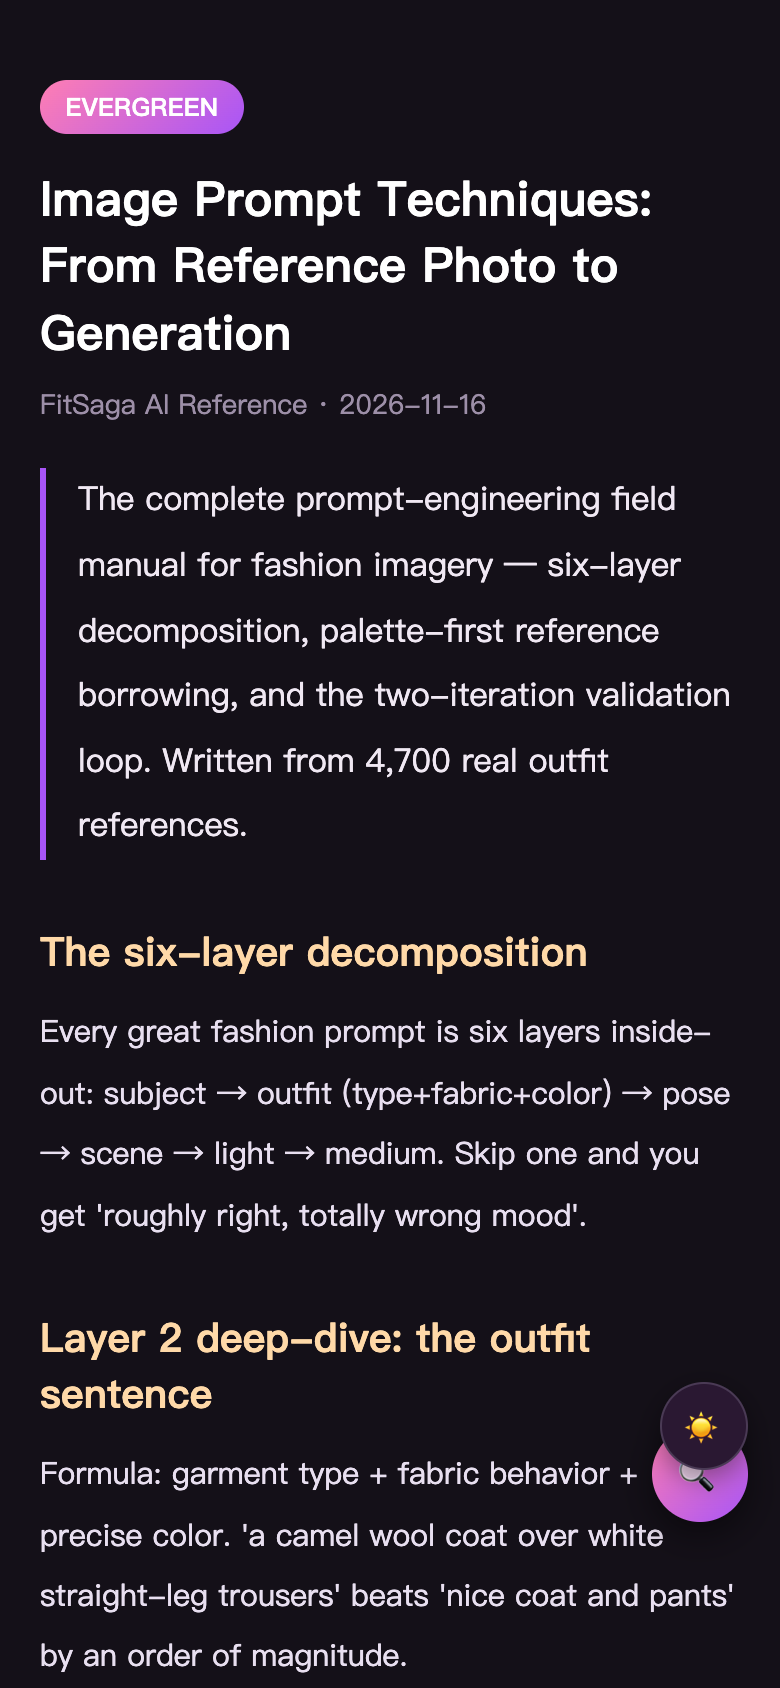 EVERGREEN
Image Prompt Techniques:
From Reference Photo to
Generation
FitSaga AI Reference · 2026-11-16
The complete prompt-engineering field
manual for fashion imagery — six-layer
decomposition, palette-first reference
borrowing, and the two-iteration validation
loop. Written from 4,700 real outfit
references.
The six-layer decomposition
Every great fashion prompt is six layers inside-
out: subject → outfit (type+fabric+color) → pose
→ scene → light → medium. Skip one and you
get 'roughly right, totally wrong mood'.
Layer 2 deep-dive: the outfit
sentence
Formula: garment type + fabric behavior +
precise color. 'a camel wool coat over white
straight-leg trousers' beats 'nice coat and pants'
by an order of magnitude.